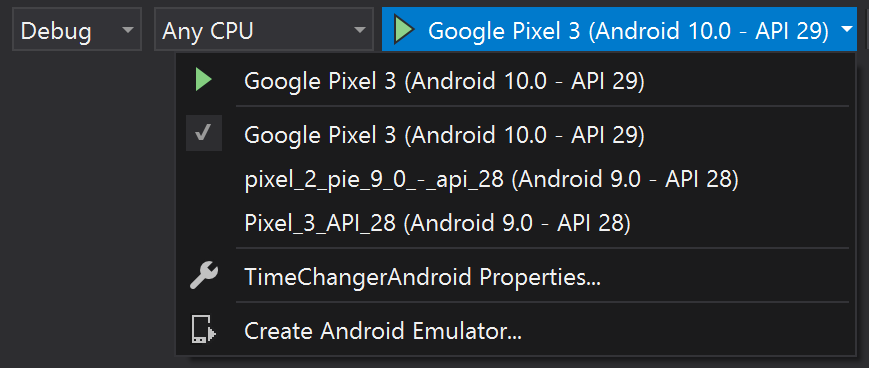 Debug
Any CPU
Google Pixel 3 (Android 10.0 - API 29)
Google Pixel 3 (Android 10.0 - API 29)
Google Pixel 3 (Android 10.0 - API 29)
pixel_2_pie_9_0_-_api_28 (Android 9.0 - API 28)
Pixel_3_API_28 (Android 9.0 - API 28)
TimeChangerAndroid Properties...
Create Android Emulator...